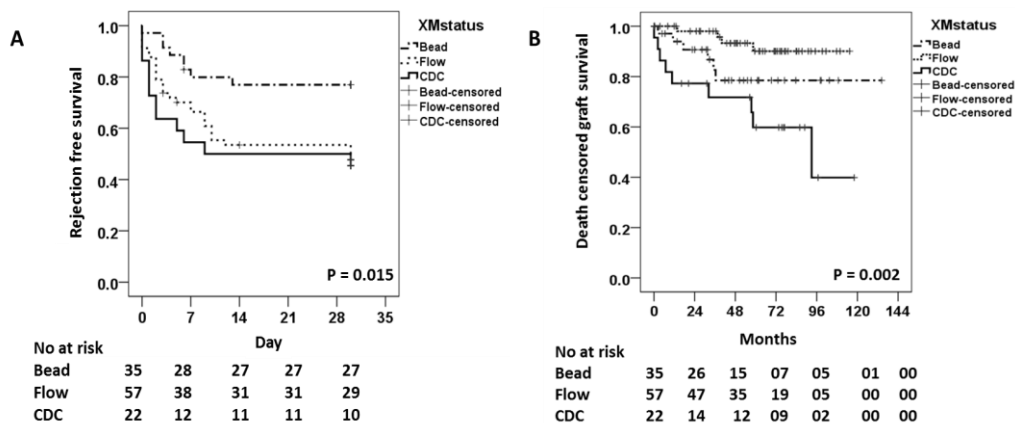 A
Rejection free survival
1.0
0.8
0.6
0.4
0.2
0.0
0 7 14 21 28 35
Day
P = 0.015
XMstatus
Bead
Flow
CDC
Bead-censored
Flow-censored
CDC-censored
No at risk
Bead 35 28 27 27 27
Flow 57 38 31 31 29
CDC 22 12 11 11 10
B
Death censored graft survival
1.0
0.8
0.6
0.4
0.2
0.0
0 24 48 72 96 120 144
Months
P = 0.002
XMstatus
Bead
Flow
CDC
Bead-censored
Flow-censored
CDC-censored
No at risk
Bead 35 26 15 07 05 01 00
Flow 57 47 35 19 05 00 00
CDC 22 14 12 09 02 00 00